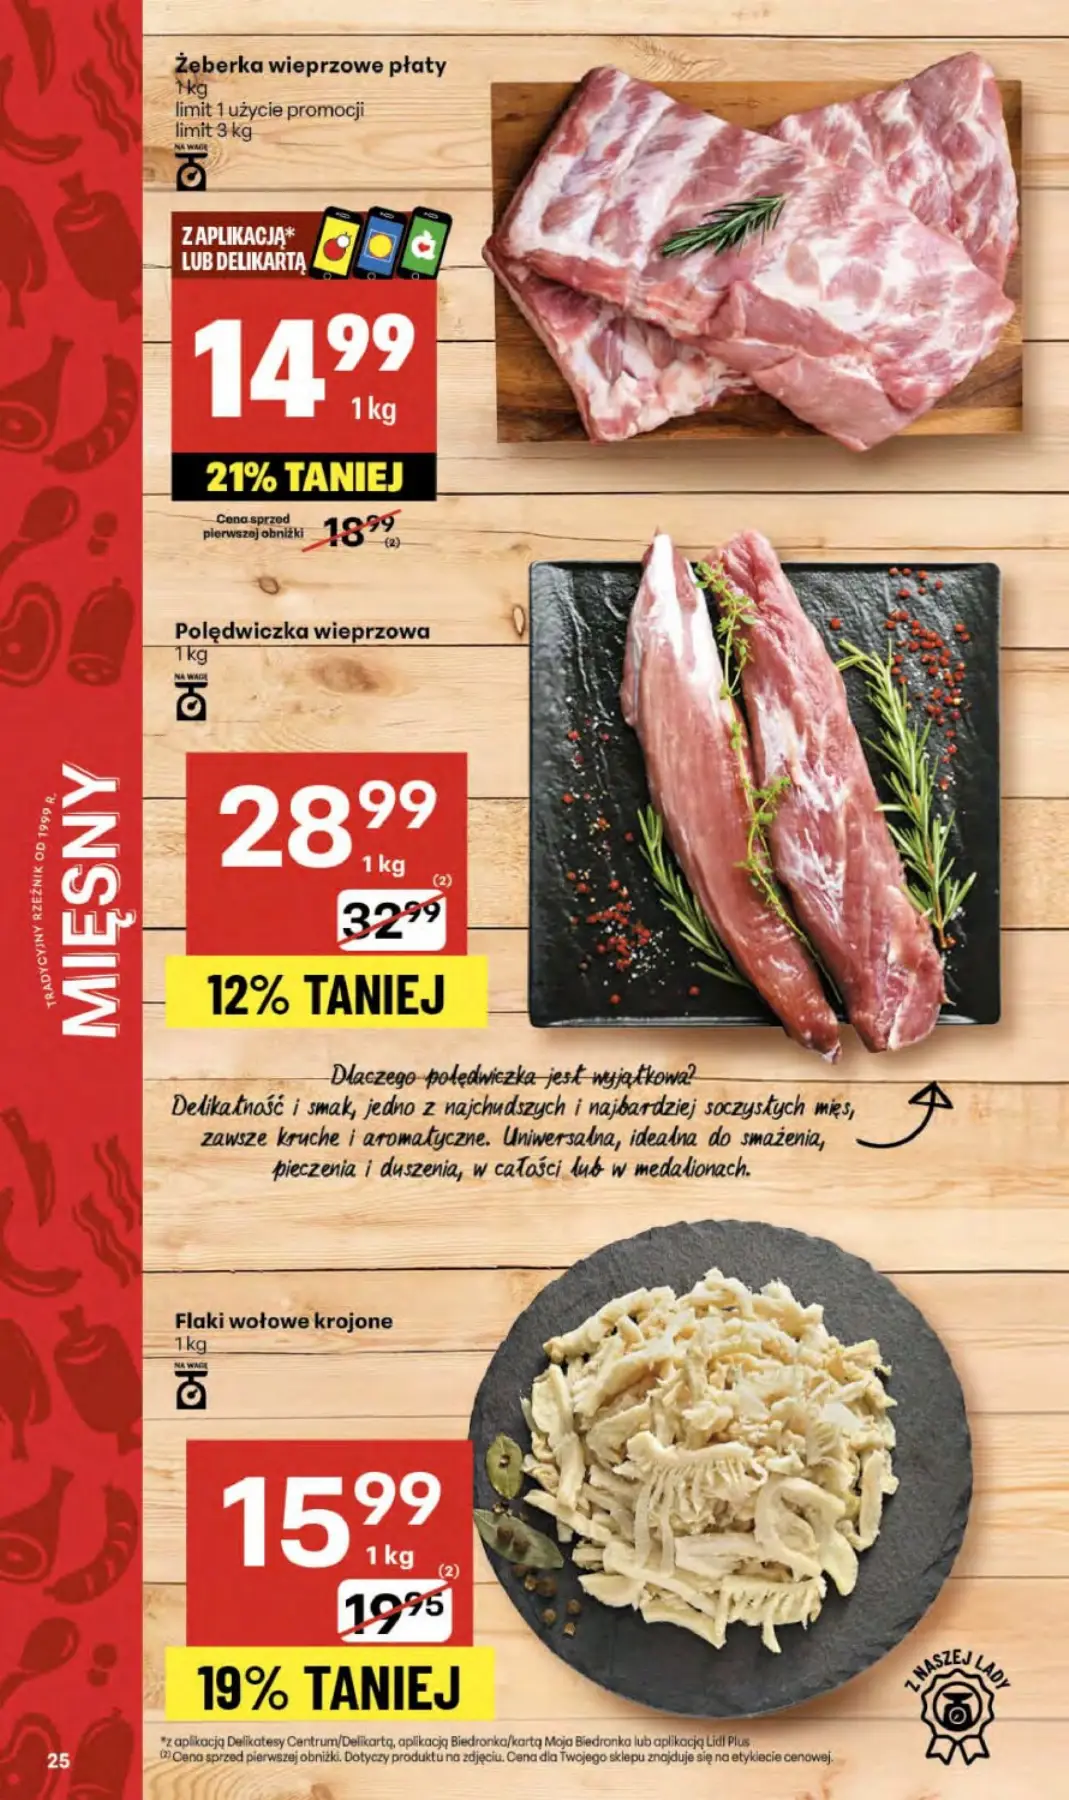 Żeberka wieprzowe płaty
1 kg
limit 1 użycie promocji
limit 3 kg
NA WAGĘ
Z APLIKACJĄ*
LUB DELIKARTĄ
14 99
1 kg
21% TANIEJ
Cena sprzed
pierwszej obniżki
18 99
(2)
Polędwiczka wieprzowa
1 kg
NA WAGĘ
28 99
1 kg
(2)
32 99
12% TANIEJ
Dlaczego polędwiczka jest wyjątkowa?
Delikatność i smak, jedno z najchudszych i najbardziej soczystych mięs,
zawsze kruche i aromatyczne. Uniwersalna, idealna do smażenia,
pieczenia i duszenia, w całości lub w medalionach.
MIĘSNY
TRADYCYJNY RZEŹNIK OD 1999 R.
Flaki wołowe krojone
1 kg
NA WAGĘ
15 99
1 kg
(2)
19 95
19% TANIEJ
Z NASZEJ LADY
*z aplikacją Delikatesy Centrum/Delikartą, aplikacją Biedronka/kartą Moja Biedronka lub aplikacją Lidl Plus
(2) Cena sprzed pierwszej obniżki. Dotyczy produktu na zdjęciu. Cena dla Twojego sklepu znajduje się na etykiecie cenowej.
25